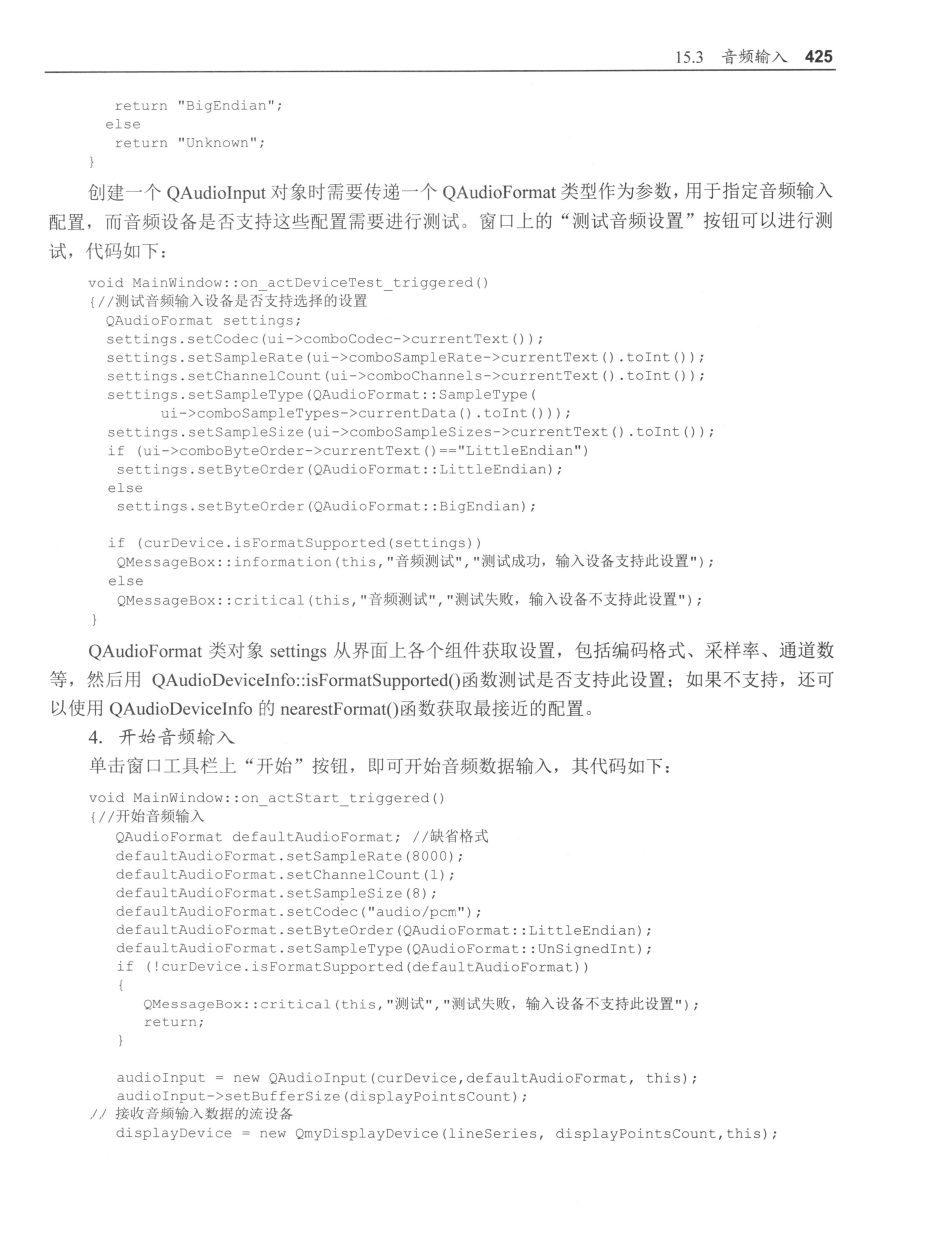 15.3 音频输入 425
return "BigEndian";
else
return "Unknown";
}
创建一个 QAudioInput 对象时需要传递一个 QAudioFormat 类型作为参数，用于指定音频输入
配置，而音频设备是否支持这些配置需要进行测试。窗口上的“测试音频设置”按钮可以进行测
试，代码如下：
void MainWindow::on_actDeviceTest_triggered()
{//测试音频输入设备是否支持选择的设置
QAudioFormat settings;
settings.setCodec(ui->comboCodec->currentText());
settings.setSampleRate(ui->comboSampleRate->currentText().toInt());
settings.setChannelCount(ui->comboChannels->currentText().toInt());
settings.setSampleType(QAudioFormat::SampleType(
ui->comboSampleTypes->currentData().toInt()));
settings.setSampleSize(ui->comboSampleSizes->currentText().toInt());
if (ui->comboByteOrder->currentText()=="LittleEndian")
settings.setByteOrder(QAudioFormat::LittleEndian);
else
settings.setByteOrder(QAudioFormat::BigEndian);
if (curDevice.isFormatSupported(settings))
QMessageBox::information(this,"音频测试","测试成功，输入设备支持此设置");
else
QMessageBox::critical(this,"音频测试","测试失败，输入设备不支持此设置");
}
QAudioFormat 类对象 settings 从界面上各个组件获取设置，包括编码格式、采样率、通道数
等，然后用 QAudioDeviceInfo::isFormatSupported()函数测试是否支持此设置；如果不支持，还可
以使用 QAudioDeviceInfo 的 nearestFormat()函数获取最接近的配置。
4. 开始音频输入
单击窗口工具栏上“开始”按钮，即可开始音频数据输入，其代码如下：
void MainWindow::on_actStart_triggered()
{//开始音频输入
QAudioFormat defaultAudioFormat; //缺省格式
defaultAudioFormat.setSampleRate(8000);
defaultAudioFormat.setChannelCount(1);
defaultAudioFormat.setSampleSize(8);
defaultAudioFormat.setCodec("audio/pcm");
defaultAudioFormat.setByteOrder(QAudioFormat::LittleEndian);
defaultAudioFormat.setSampleType(QAudioFormat::UnSignedInt);
if (!curDevice.isFormatSupported(defaultAudioFormat))
{
QMessageBox::critical(this,"测试","测试失败，输入设备不支持此设置");
return;
}
audioInput = new QAudioInput(curDevice,defaultAudioFormat, this);
audioInput->setBufferSize(displayPointsCount);
// 接收音频输入数据的流设备
displayDevice = new QmyDisplayDevice(lineSeries, displayPointsCount,this);